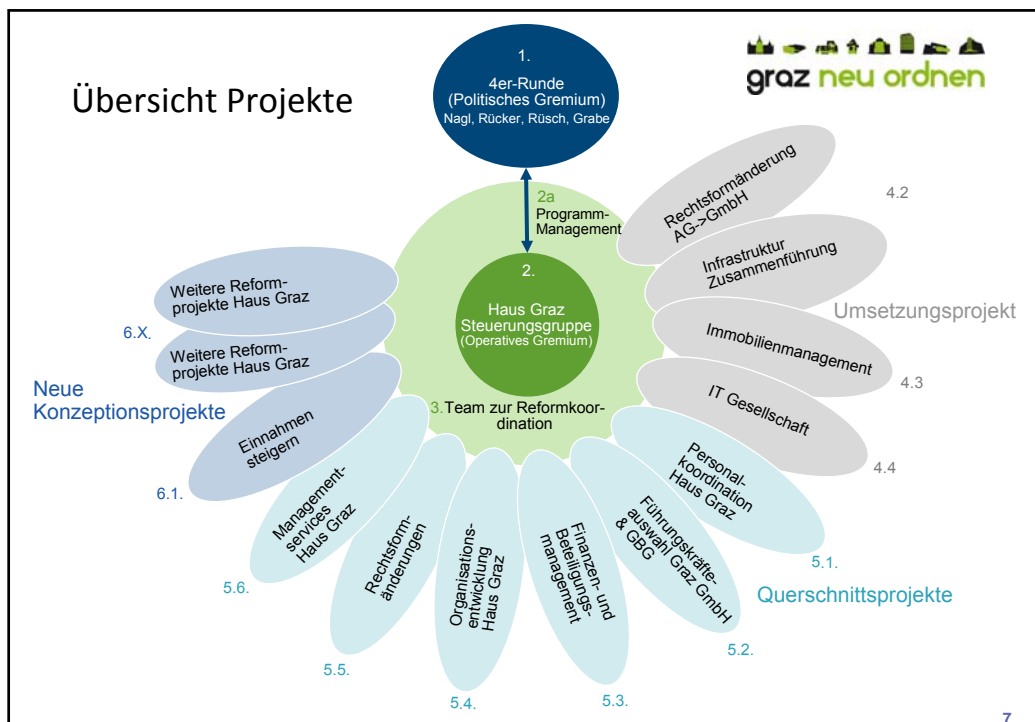 Übersicht Projekte
graz neu ordnen
1.
4er-Runde
(Politisches Gremium)
Nagl, Rücker, Rüsch, Grabe
2a
Programm-
Management
2.
Haus Graz
Steuerungsgruppe
(Operatives Gremium)
3.Team zur Reformkoor-
dination
Rechtsformänderung
AG->GmbH
4.2
Infrastruktur
Zusammenführung
Umsetzungsprojekt
Immobilienmanagement
4.3
IT Gesellschaft
4.4
Personal-
koordination
Haus Graz
5.1.
Querschnittsprojekte
Führungskräfte-
auswahl Graz GmbH
& GBG
5.2.
Finanzen- und
Beteiligungs-
management
5.3.
Organisations-
entwicklung
Haus Graz
5.4.
Rechtsform-
änderungen
5.5.
Management-
services
Haus Graz
5.6.
Einnahmen
steigern
6.1.
Neue
Konzeptionsprojekte
Weitere Reform-
projekte Haus Graz
6.X.
Weitere Reform-
projekte Haus Graz
7